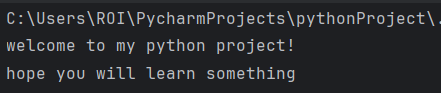 C:\Users\ROI\PycharmProjects\pythonProject\.
welcome to my python project!
hope you will learn something